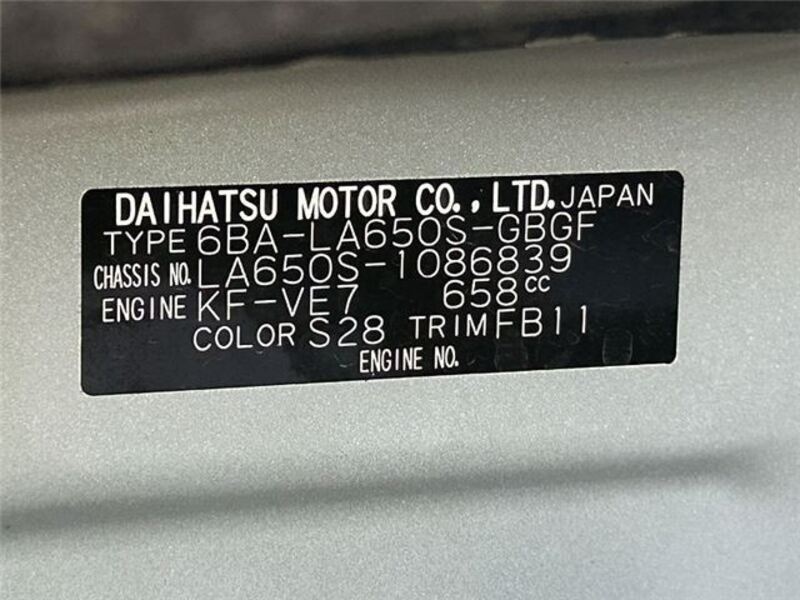 DAIHATSU MOTOR CO., LTD. JAPAN
TYPE 6BA-LA650S-GBGF
CHASSIS NO. LA650S-1086839
ENGINE KF-VE7 658cc
COLOR S28 TRIM FB11
ENGINE NO.